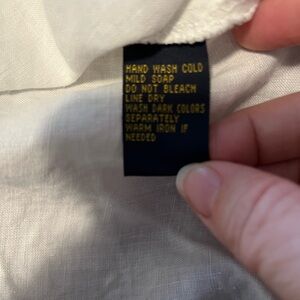 HAND WASH COLD
MILD SOAP
DO NOT BLEACH
LINE DRY
WASH DARK COLORS
SEPARATELY
WARM IRON IF
NEEDED